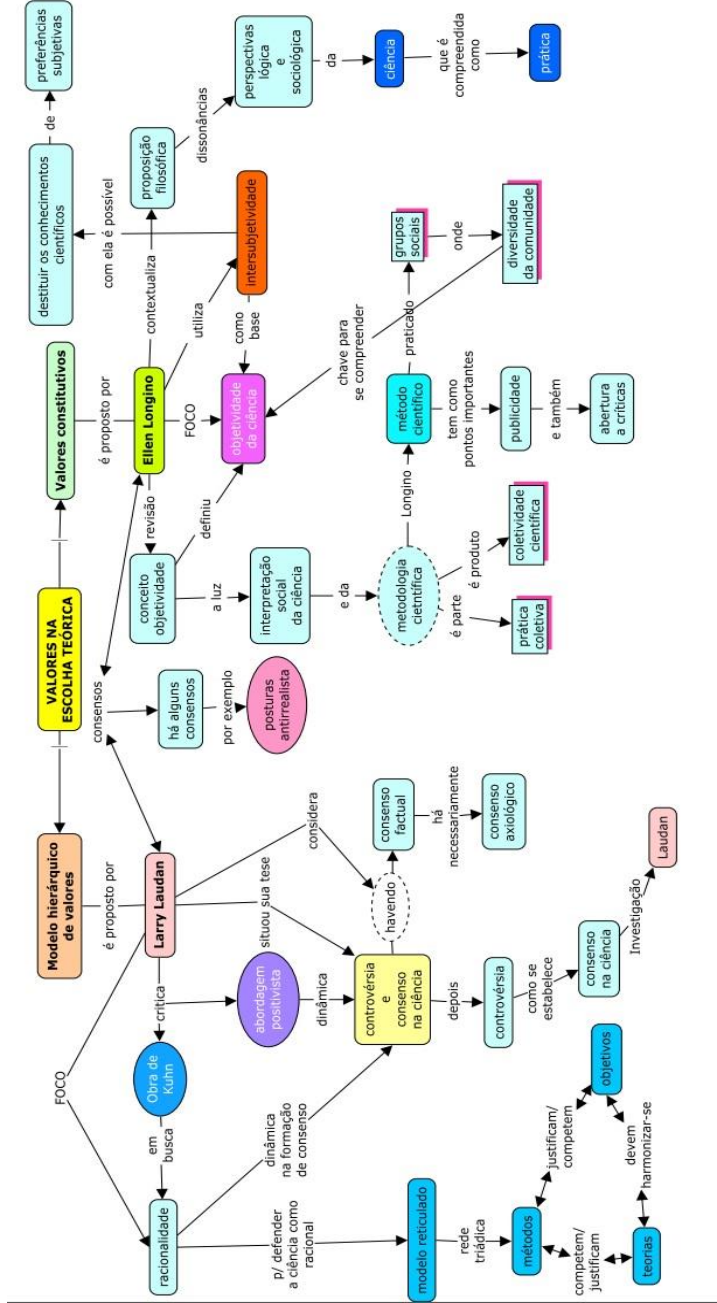 VALORES NA
ESCOLHA TEÓRICA
Modelo hierárquico
de valores
é proposto por
Larry Laudan
FOCO
crítica
Obra de
Kuhn
em
busca
racionalidade
abordagem
positivista
dinâmica
situou sua tese
considera
havendo
consenso
factual
há
necessariamente
consenso
axiológico
controvérsia
e
consenso
na ciência
dinâmica
na formação
de consenso
p/ defender
a ciência como
racional
modelo reticulado
rede
triádica
métodos
justificam/
competem
objetivos
competem/
justificam
devem
harmonizar-se
teorias
depois
controvérsia
como se
estabelece
consenso
na ciência
Investigação
Laudan
consensos
há alguns
consensos
por exemplo
posturas
antirrealista
Valores constitutivos
é proposto por
Ellen Longino
revisão
conceito
objetividade
definiu
FOCO
objetividade
da ciência
utiliza
contextualiza
proposição
filosófica
dissonâncias
perspectivas
lógica
e
sociológica
da
ciência
que é
compreendida
como
prática
intersubjetividade
como
base
com ela é possível
destituir os conhecimentos
científicos
de
preferências
subjetivas
a luz
interpretação
social
da ciência
e da
metodologia
cietntífica
é parte
prática
coletiva
é produto
coletividade
científica
Longino
método
científico
tem como
pontos importantes
publicidade
e também
abertura
a críticas
praticado
grupos
sociais
onde
diversidade
da comunidade
chave para
se compreender